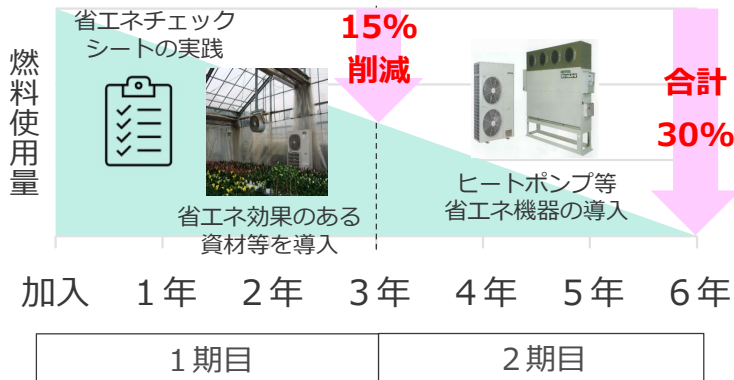 省エネチェック
シートの実践
15%
削減
合計
30%
燃料使用量
ヒートポンプ等
省エネ機器の導入
省エネ効果のある
資材等を導入
加入 1年 2年 3年 4年 5年 6年
1期目 2期目